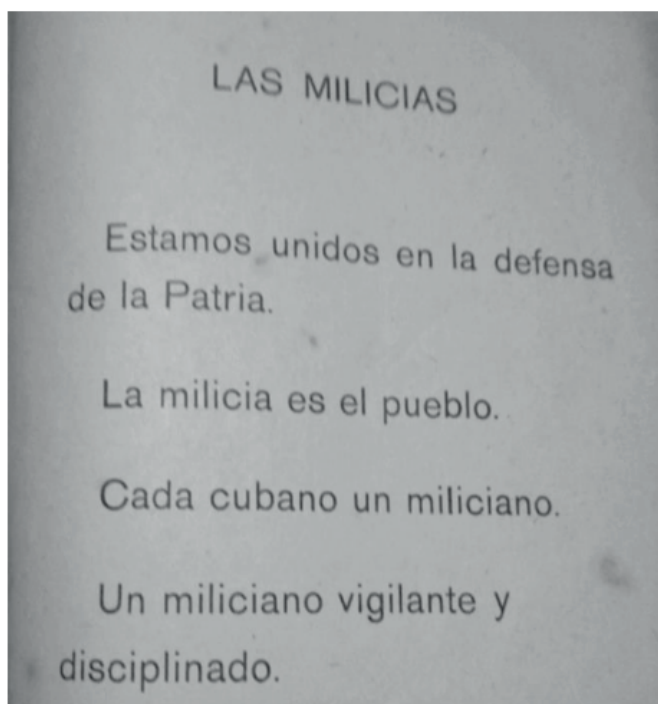 LAS MILICIAS
Estamos unidos en la defensa
de la Patria.
La milicia es el pueblo.
Cada cubano un miliciano.
Un miliciano vigilante y
disciplinado.